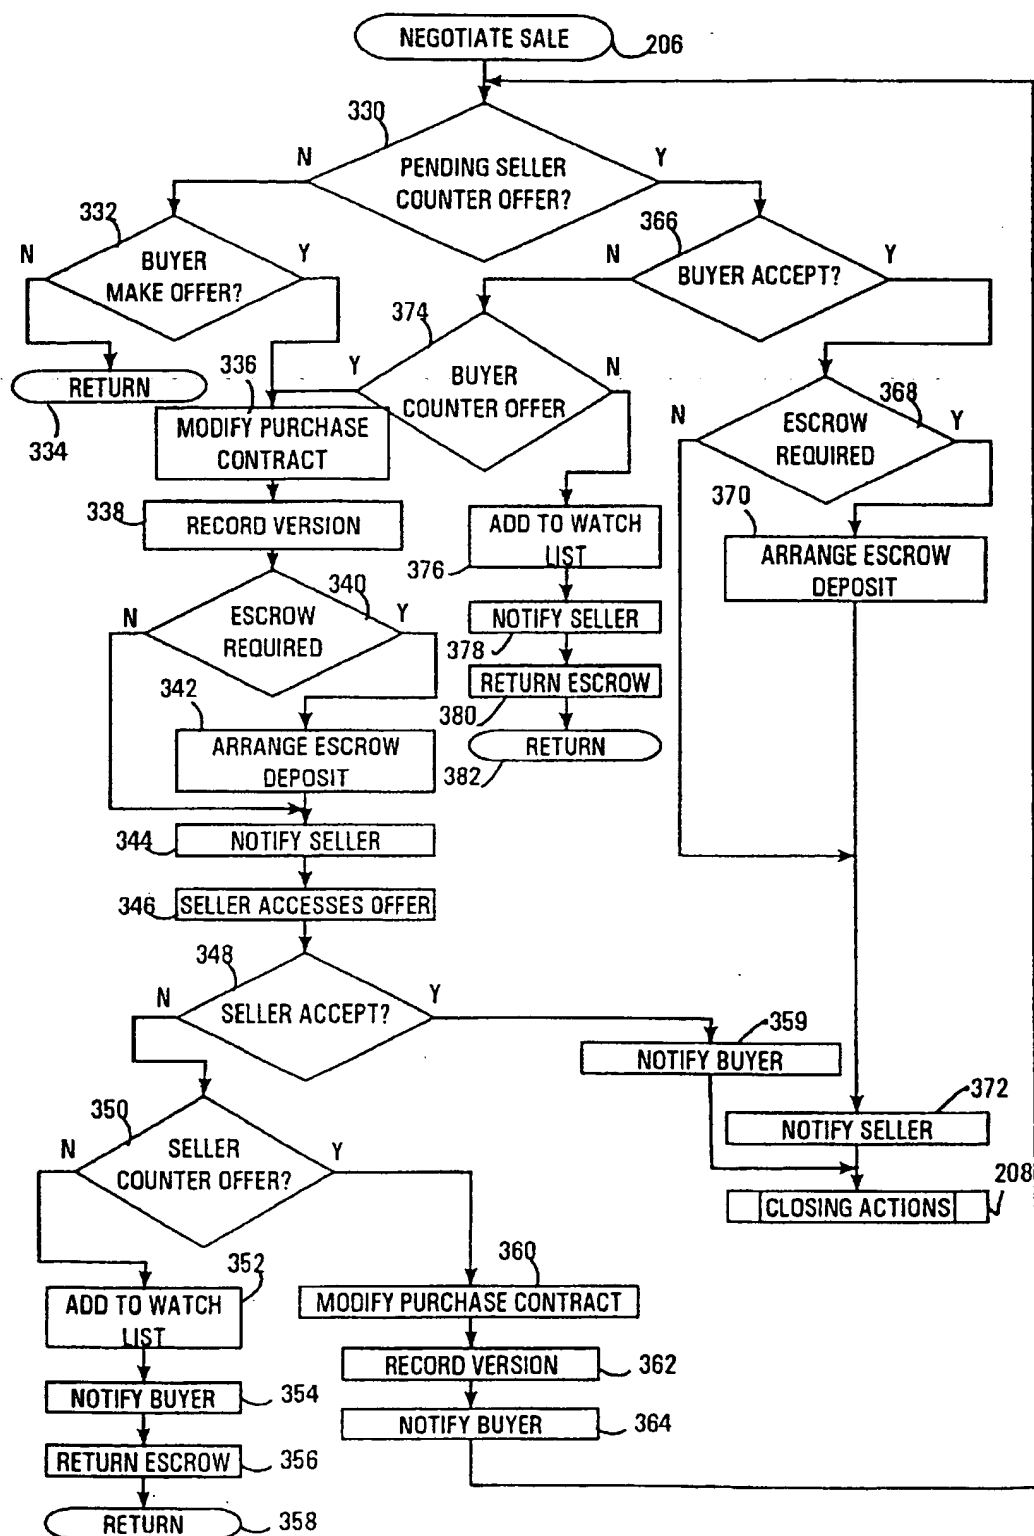 NEGOTIATE SALE
206
330
N
PENDING SELLER
COUNTER OFFER?
Y
332
N
BUYER
MAKE OFFER?
Y
366
N
BUYER ACCEPT?
Y
RETURN
334
336
MODIFY PURCHASE
CONTRACT
374
Y
BUYER
COUNTER OFFER
N
368
N
ESCROW
REQUIRED
Y
338
RECORD VERSION
ADD TO WATCH
LIST
376
370
ARRANGE ESCROW
DEPOSIT
340
N
ESCROW
REQUIRED
Y
NOTIFY SELLER
378
RETURN ESCROW
380
RETURN
382
342
ARRANGE ESCROW
DEPOSIT
344
NOTIFY SELLER
346
SELLER ACCESSES OFFER
348
N
SELLER ACCEPT?
Y
359
NOTIFY BUYER
372
NOTIFY SELLER
208
CLOSING ACTIONS
350
N
SELLER
COUNTER OFFER?
Y
352
ADD TO WATCH
LIST
360
MODIFY PURCHASE CONTRACT
RECORD VERSION
362
NOTIFY BUYER
354
NOTIFY BUYER
364
RETURN ESCROW
356
RETURN
358